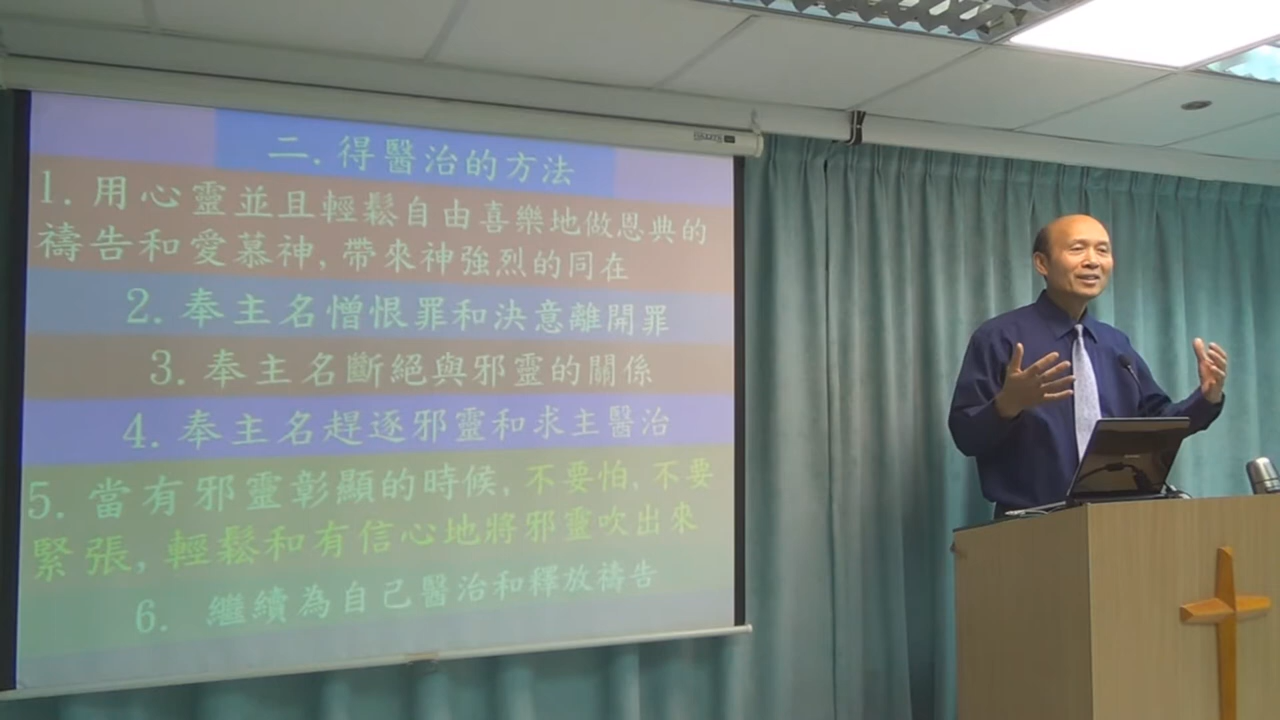 二.得醫治的方法
1.用心靈並且輕鬆自由喜樂地做恩典的
禱告和愛慕神,帶來神強烈的同在
2.奉主名憎恨罪和決意離開罪
3.奉主名斷絕與邪靈的關係
4.奉主名趕逐邪靈和求主醫治
5.當有邪靈彰顯的時候,不要怕,不要
緊張,輕鬆和有信心地將邪靈吹出來
6. 繼續為自己醫治和釋放禱告